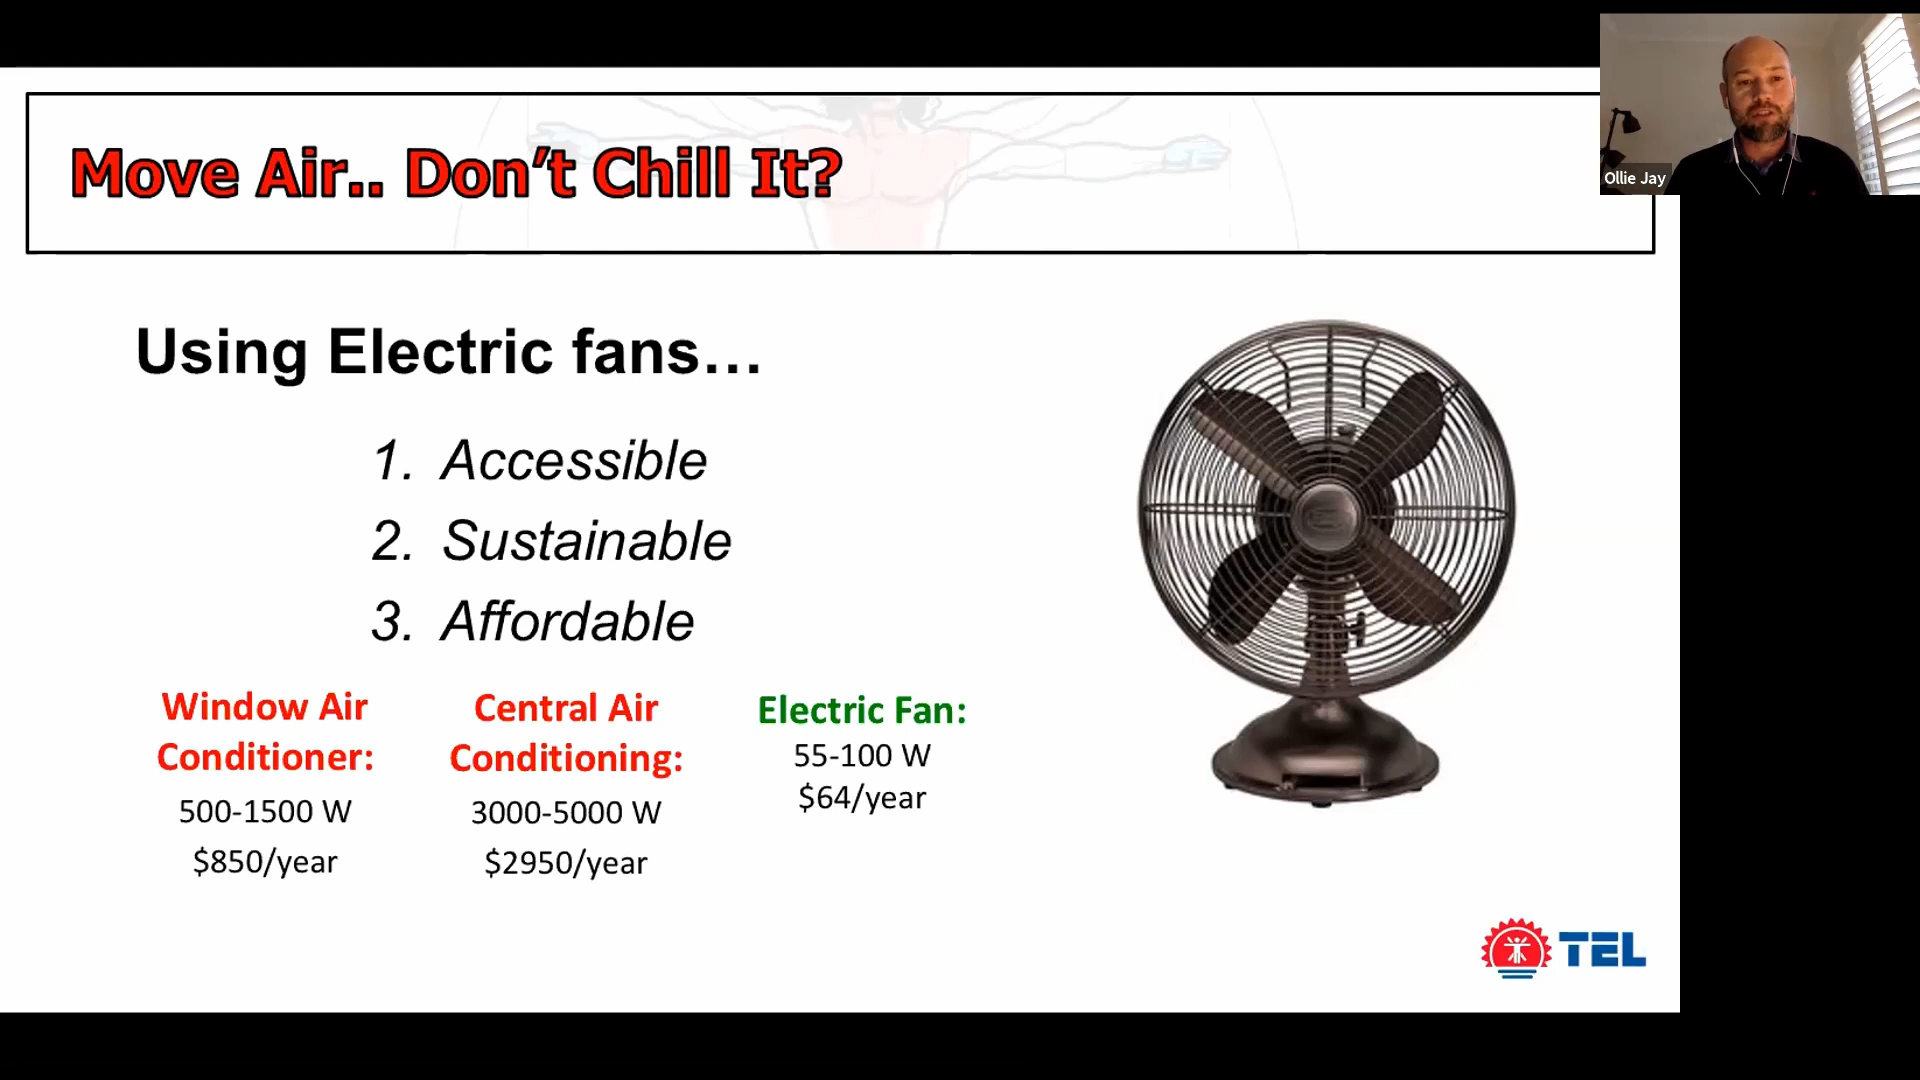 Move Air.. Don't Chill It?
Ollie Jay
Using Electric fans…
1. Accessible
2. Sustainable
3. Affordable
Window Air
Conditioner:
500-1500 W
$850/year
Central Air
Conditioning:
3000-5000 W
$2950/year
Electric Fan:
55-100 W
$64/year
TEL